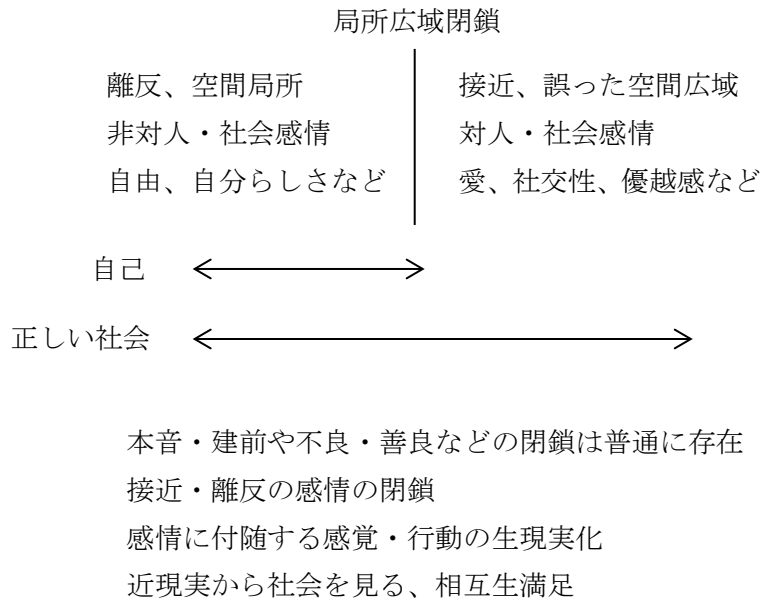 局所広域閉鎖
離反、空間局所
非対人・社会感情
自由、自分らしさなど
接近、誤った空間広域
対人・社会感情
愛、社交性、優越感など
自己
正しい社会
本音・建前や不良・善良などの閉鎖は普通に存在
接近・離反の感情の閉鎖
感情に付随する感覚・行動の生現実化
近現実から社会を見る、相互生満足